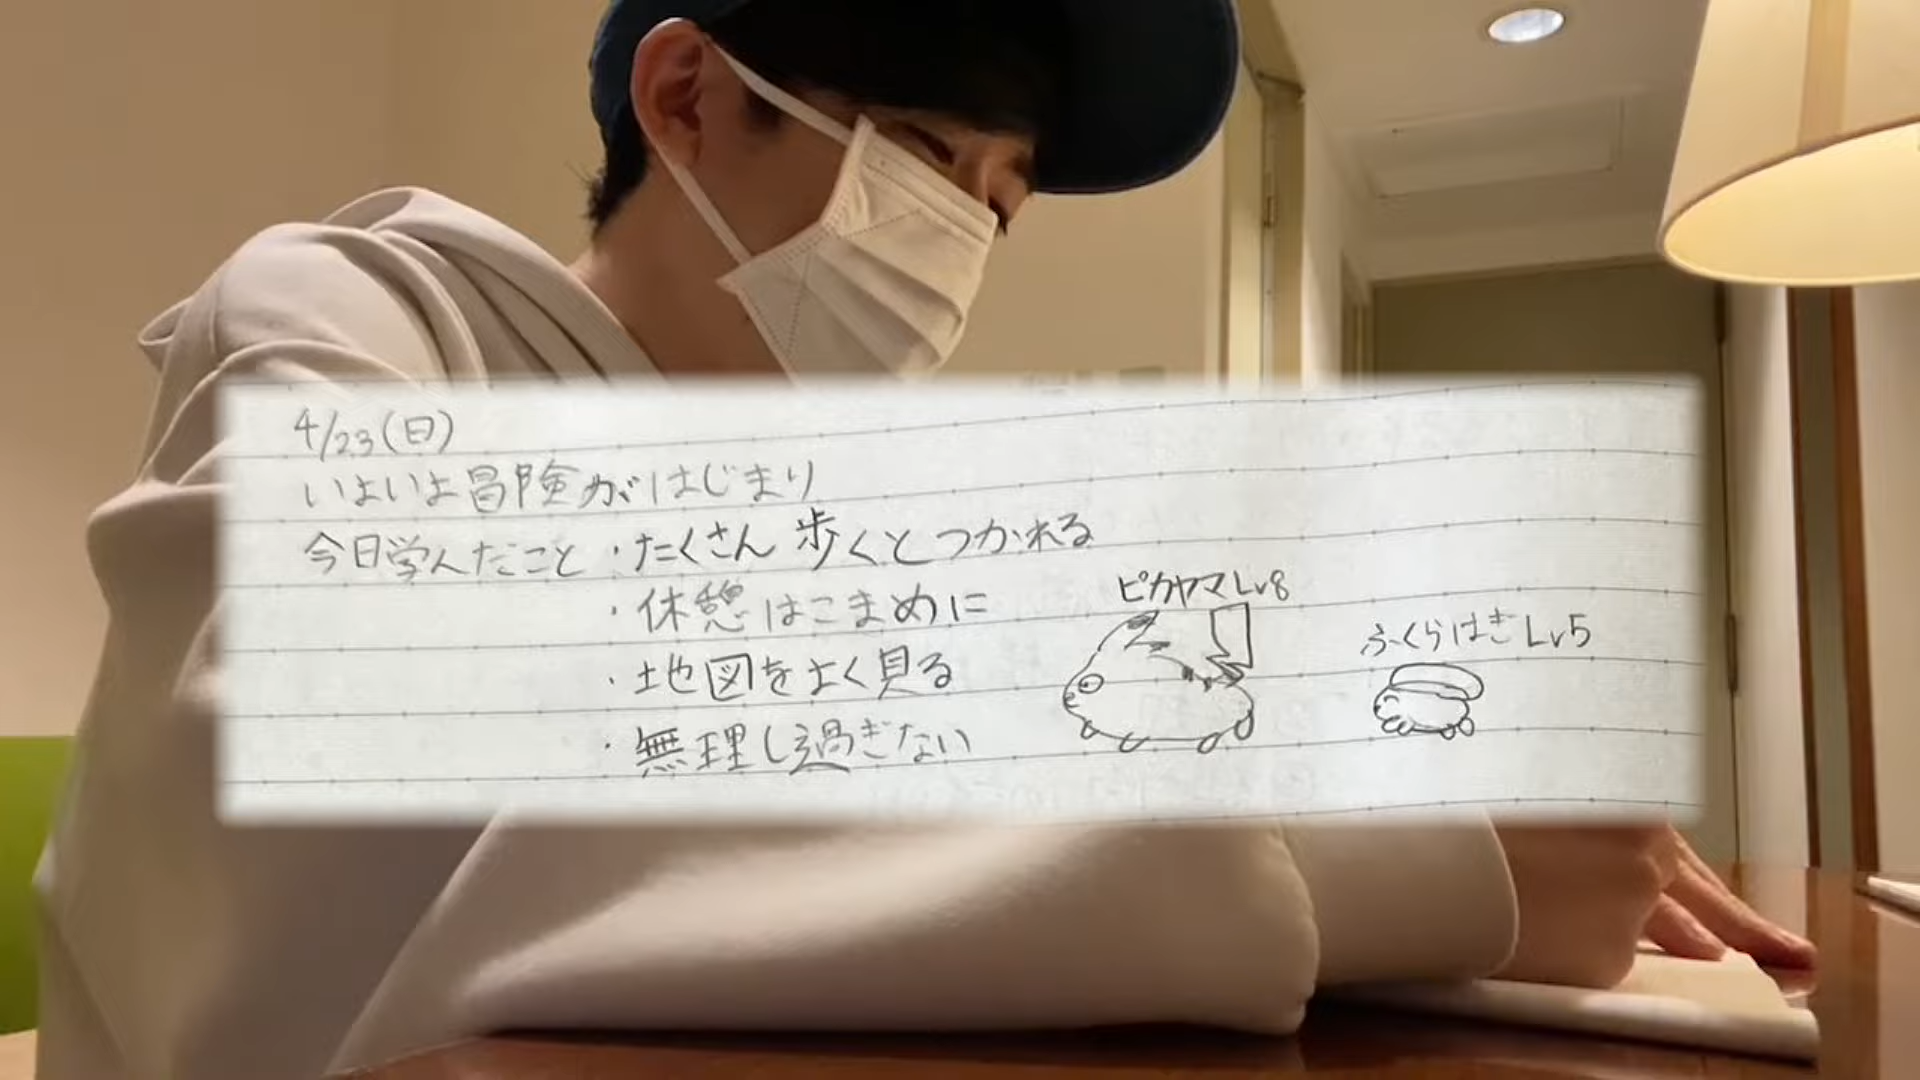 4/23(日)
いよいよ冒険がはじまり
今日学んだこと・たくさん歩くとつかれる
・休憩はこまめに
・地図をよく見る
・無理し過ぎない
ピカヤマLv8
ふくらはぎLv5